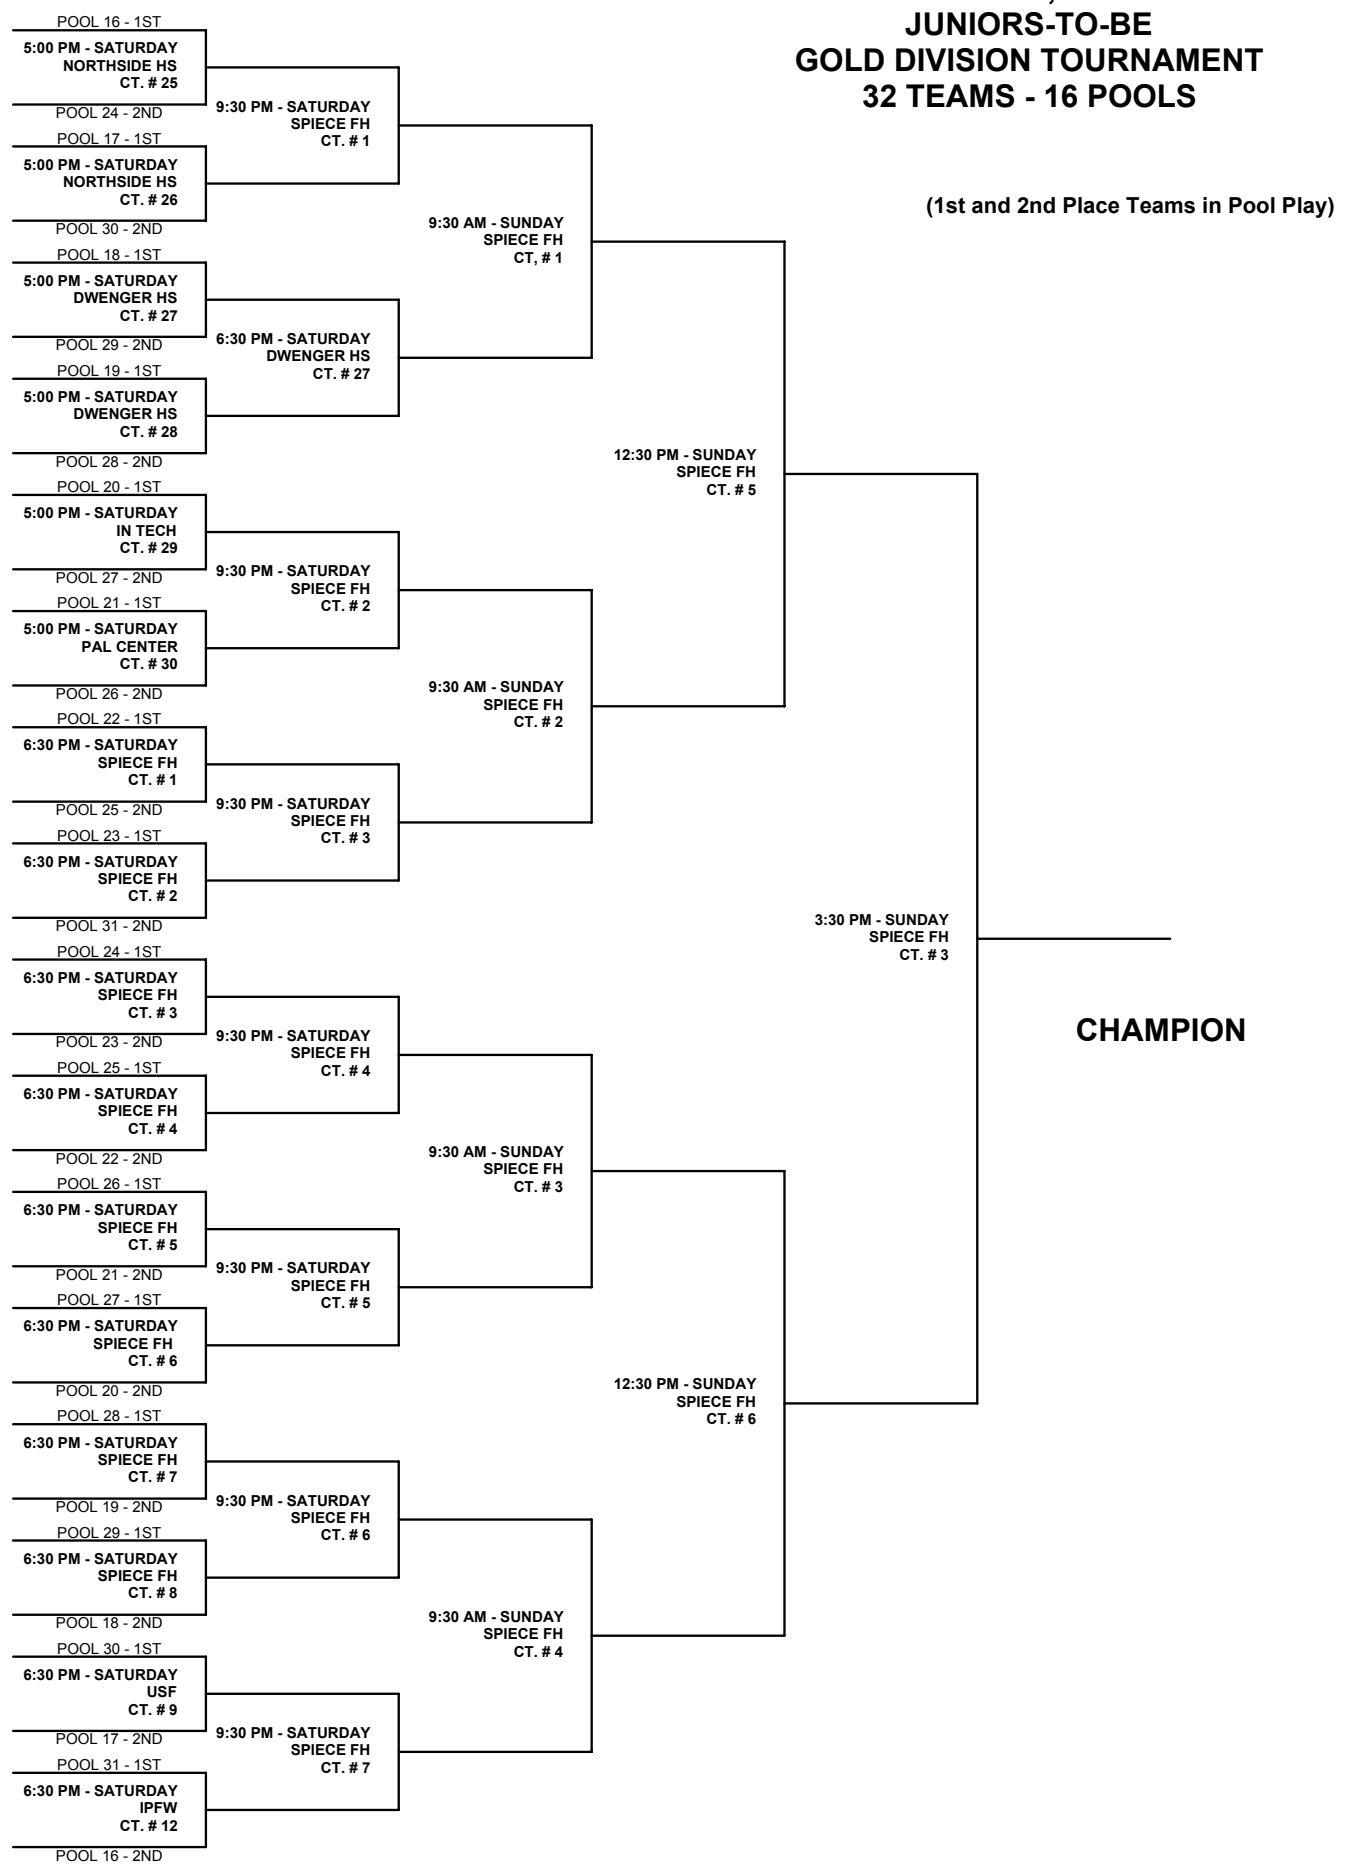 JUNIORS-TO-BE
GOLD DIVISION TOURNAMENT
32 TEAMS - 16 POOLS
(1st and 2nd Place Teams in Pool Play)
POOL 16 - 1ST
5:00 PM - SATURDAY
NORTHSIDE HS
CT. # 25
POOL 24 - 2ND
POOL 17 - 1ST
5:00 PM - SATURDAY
NORTHSIDE HS
CT. # 26
POOL 30 - 2ND
POOL 18 - 1ST
5:00 PM - SATURDAY
DWENGER HS
CT. # 27
POOL 29 - 2ND
POOL 19 - 1ST
5:00 PM - SATURDAY
DWENGER HS
CT. # 28
POOL 28 - 2ND
POOL 20 - 1ST
5:00 PM - SATURDAY
IN TECH
CT. # 29
POOL 27 - 2ND
POOL 21 - 1ST
5:00 PM - SATURDAY
PAL CENTER
CT. # 30
POOL 26 - 2ND
POOL 22 - 1ST
6:30 PM - SATURDAY
SPIECE FH
CT. # 1
POOL 25 - 2ND
POOL 23 - 1ST
6:30 PM - SATURDAY
SPIECE FH
CT. # 2
POOL 31 - 2ND
POOL 24 - 1ST
6:30 PM - SATURDAY
SPIECE FH
CT. # 3
POOL 23 - 2ND
POOL 25 - 1ST
6:30 PM - SATURDAY
SPIECE FH
CT. # 4
POOL 22 - 2ND
POOL 26 - 1ST
6:30 PM - SATURDAY
SPIECE FH
CT. # 5
POOL 21 - 2ND
POOL 27 - 1ST
6:30 PM - SATURDAY
SPIECE FH
CT. # 6
POOL 20 - 2ND
POOL 28 - 1ST
6:30 PM - SATURDAY
SPIECE FH
CT. # 7
POOL 19 - 2ND
POOL 29 - 1ST
6:30 PM - SATURDAY
SPIECE FH
CT. # 8
POOL 18 - 2ND
POOL 30 - 1ST
6:30 PM - SATURDAY
USF
CT. # 9
POOL 17 - 2ND
POOL 31 - 1ST
6:30 PM - SATURDAY
IPFW
CT. # 12
POOL 16 - 2ND
9:30 PM - SATURDAY
SPIECE FH
CT. # 1
6:30 PM - SATURDAY
DWENGER HS
CT. # 27
9:30 PM - SATURDAY
SPIECE FH
CT. # 2
9:30 PM - SATURDAY
SPIECE FH
CT. # 3
9:30 PM - SATURDAY
SPIECE FH
CT. # 4
9:30 PM - SATURDAY
SPIECE FH
CT. # 5
9:30 PM - SATURDAY
SPIECE FH
CT. # 6
9:30 PM - SATURDAY
SPIECE FH
CT. # 7
9:30 AM - SUNDAY
SPIECE FH
CT, # 1
9:30 AM - SUNDAY
SPIECE FH
CT. # 2
9:30 AM - SUNDAY
SPIECE FH
CT. # 3
9:30 AM - SUNDAY
SPIECE FH
CT. # 4
12:30 PM - SUNDAY
SPIECE FH
CT. # 5
12:30 PM - SUNDAY
SPIECE FH
CT. # 6
3:30 PM - SUNDAY
SPIECE FH
CT. # 3
CHAMPION